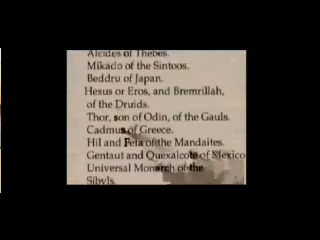 Alcides of Thebes.
Mikado of the Sintoos.
Beddru of Japan.
Hesus or Eros, and Bremrillah,
of the Druids.
Thor, son of Odin, of the Gauls.
Cadmus of Greece.
Hil and Feta of the Mandaites.
Gentaut and Quexalcote of Mexico
Universal Monarch of the
Sibyls.